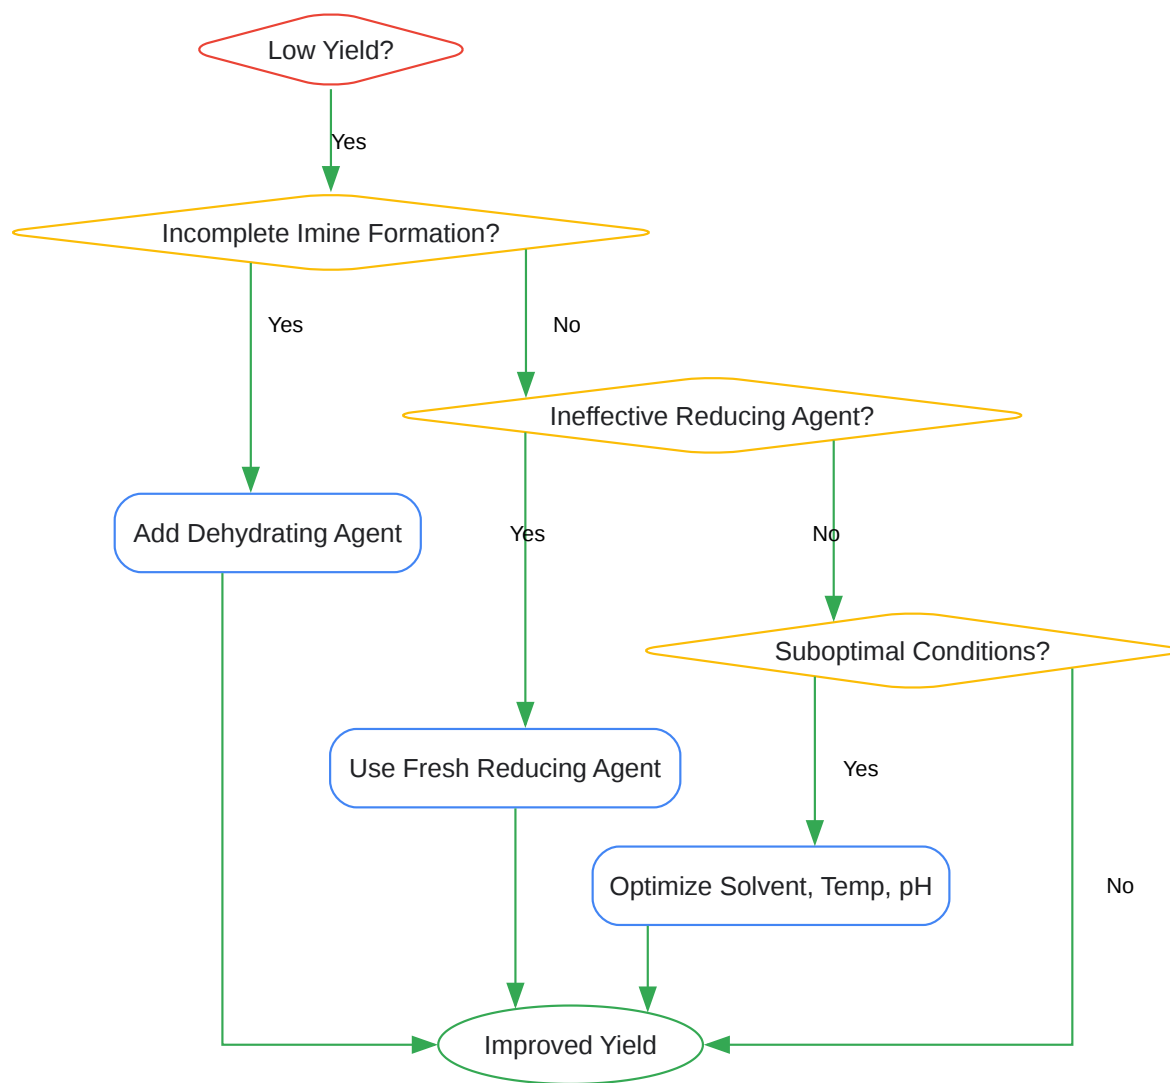 Low Yield?
Yes
Incomplete Imine Formation?
Yes
No
Ineffective Reducing Agent?
Add Dehydrating Agent
Yes
No
Suboptimal Conditions?
Use Fresh Reducing Agent
Yes
Optimize Solvent, Temp, pH
No
Improved Yield